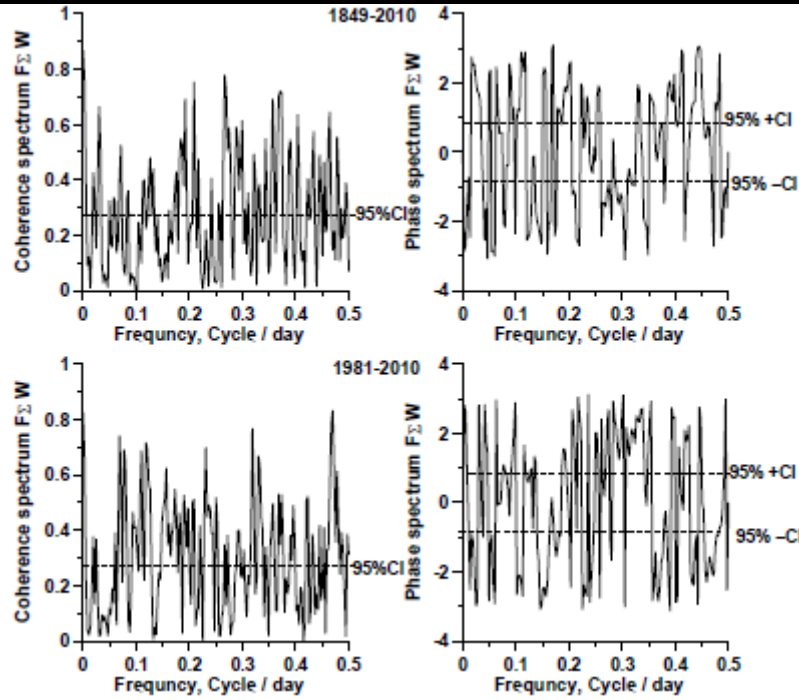 1849-2010
Coherence spectrum FΣ W
1
0.8
0.6
0.4
0.2
0
95%CI
0 0.1 0.2 0.3 0.4 0.5
Frequncy, Cycle / day
Phase spectrum FΣ W
4
2
0
-2
-4
95% +CI
95% –CI
0 0.1 0.2 0.3 0.4 0.5
Frequncy, Cycle / day
1981-2010
Coherence spectrum FΣ W
1
0.8
0.6
0.4
0.2
0
95%CI
0 0.1 0.2 0.3 0.4 0.5
Frequncy, Cycle / day
Phase spectrum FΣ W
4
2
0
-2
-4
95% +CI
95% –CI
0 0.1 0.2 0.3 0.4 0.5
Frequncy, Cycle / day